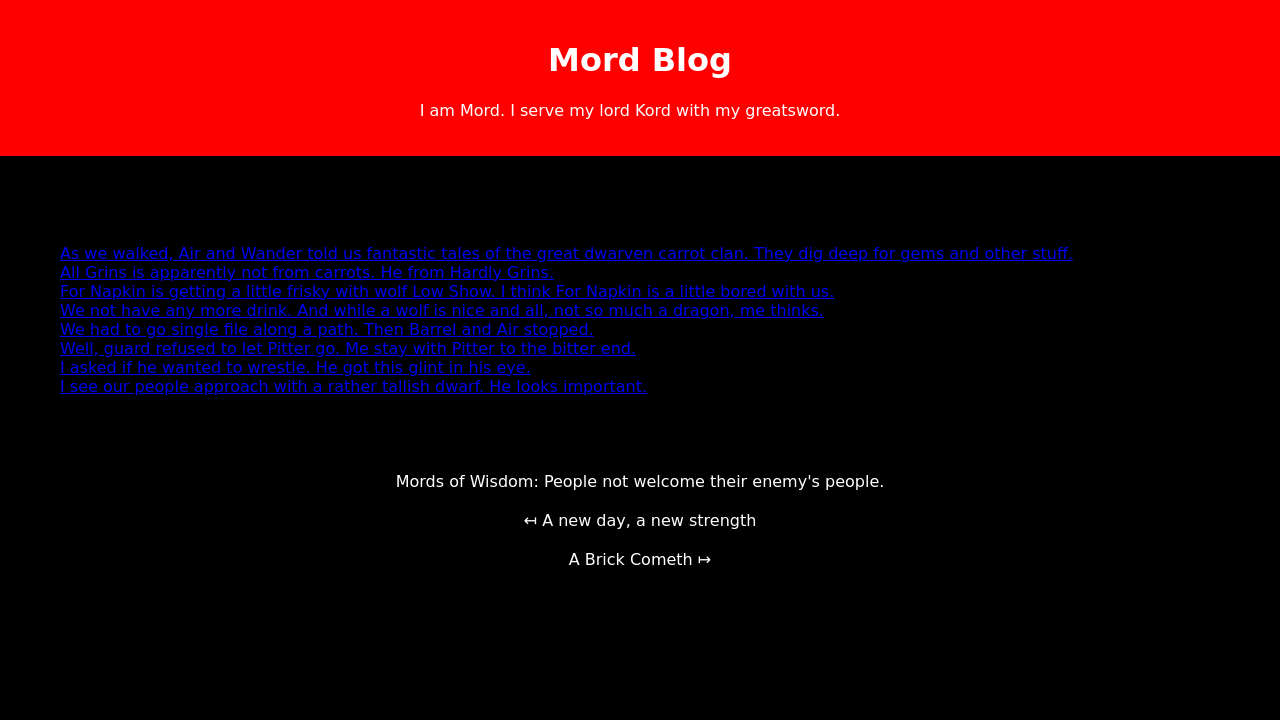 Mord Blog
I am Mord. I serve my lord Kord with my greatsword.
As we walked, Air and Wander told us fantastic tales of the great dwarven carrot clan. They dig deep for gems and other stuff.
All Grins is apparently not from carrots. He from Hardly Grins.
For Napkin is getting a little frisky with wolf Low Show. I think For Napkin is a little bored with us.
We not have any more drink. And while a wolf is nice and all, not so much a dragon, me thinks.
We had to go single file along a path. Then Barrel and Air stopped.
Well, guard refused to let Pitter go. Me stay with Pitter to the bitter end.
I asked if he wanted to wrestle. He got this glint in his eye.
I see our people approach with a rather tallish dwarf. He looks important.
Mords of Wisdom: People not welcome their enemy's people.
↤ A new day, a new strength
A Brick Cometh ↦